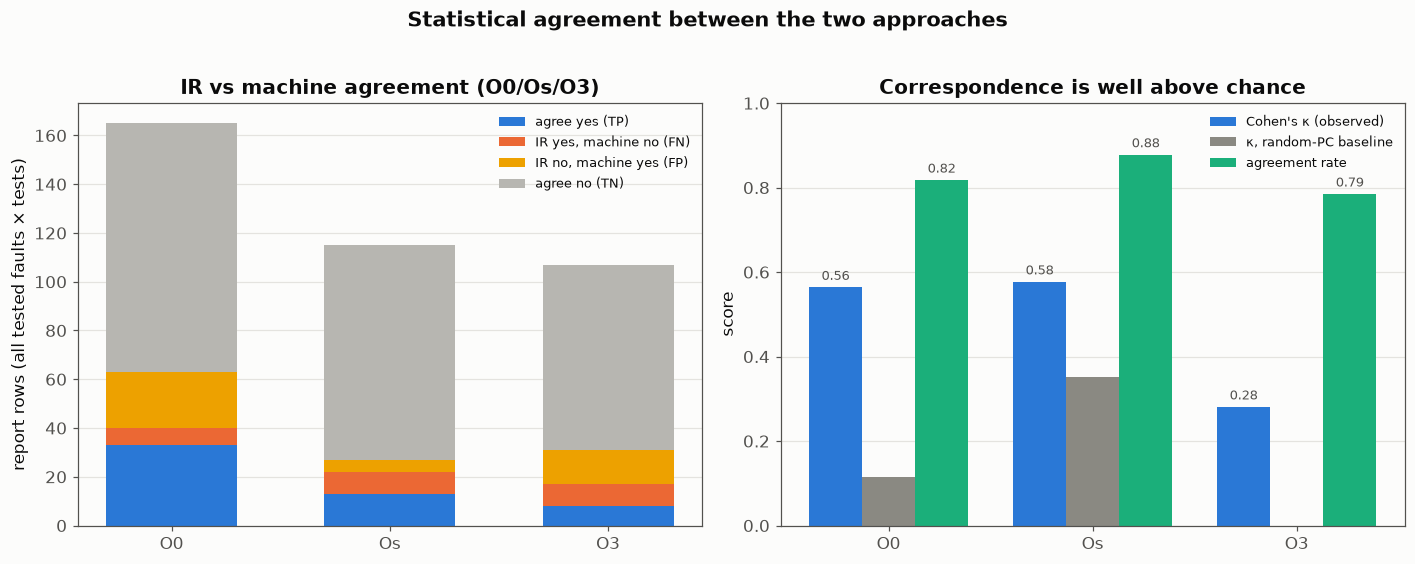 Statistical agreement between the two approaches
IR vs machine agreement (O0/Os/O3)
report rows (all tested faults × tests)
160
140
120
100
80
60
40
20
0
O0
Os
O3
agree yes (TP)
IR yes, machine no (FN)
IR no, machine yes (FP)
agree no (TN)
Correspondence is well above chance
score
1.0
0.8
0.6
0.4
0.2
0.0
O0
Os
O3
Cohen's κ (observed)
κ, random-PC baseline
agreement rate
0.56
0.82
0.58
0.88
0.28
0.79